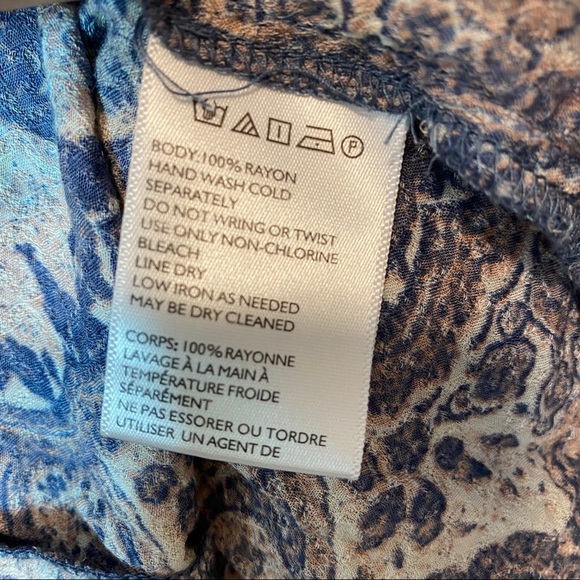 P
BODY: 100% RAYON
HAND WASH COLD
SEPARATELY
DO NOT WRING OR TWIST
USE ONLY NON-CHLORINE
BLEACH
LINE DRY
LOW IRON AS NEEDED
MAY BE DRY CLEANED
CORPS: 100% RAYONNE
LAVAGE À LA MAIN À
TEMPÉRATURE FROIDE
SÉPARÉMENT
NE PAS ESSORER OU TORDRE
UTILISER UN AGENT DE